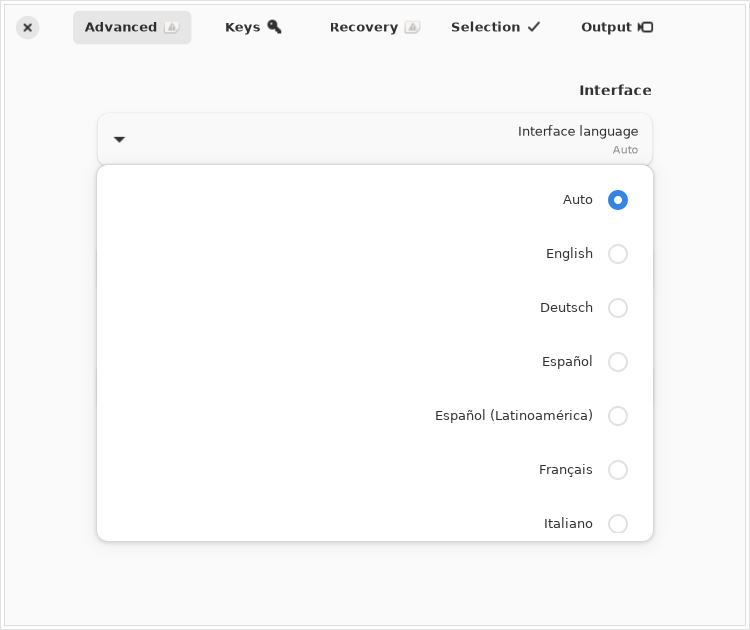 Advanced
Keys
Recovery
Selection
Output
Interface
Interface language
Auto
Auto
English
Deutsch
Español
Español (Latinoamérica)
Français
Italiano